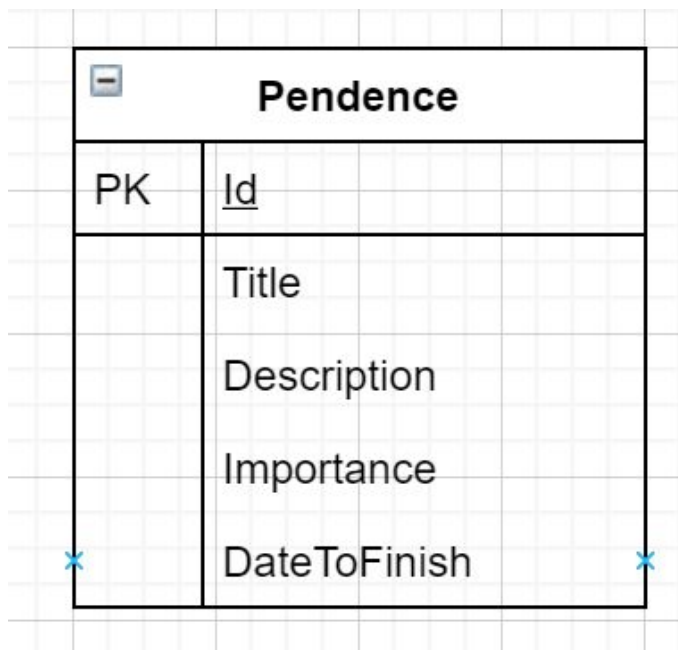 Pendence
PK Id
Title
Description
Importance
DateToFinish